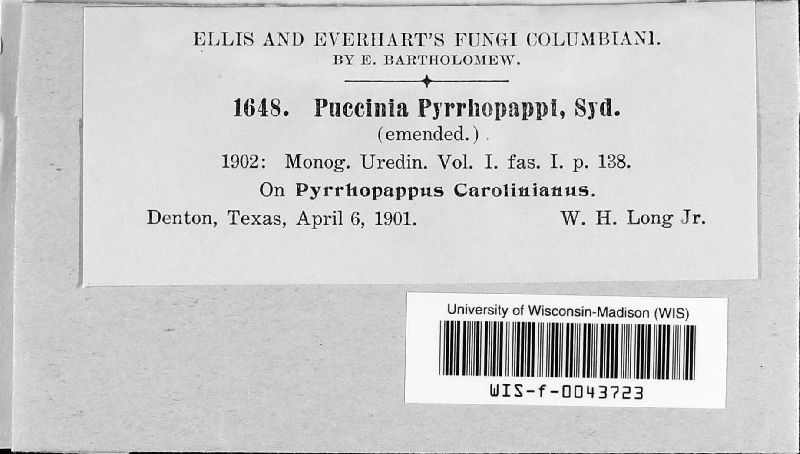 ELLIS AND EVERHART'S FUNGI COLUMBIANI.
BY E. BARTHOLOMEW.
1648. Puccinia Pyrrhopappi, Syd.
(emended.)
1902: Monog. Uredin. Vol. I. fas. I. p. 138.
On Pyrrhopappus Carolinianus.
Denton, Texas, April 6, 1901. W. H. Long Jr.
University of Wisconsin-Madison (WIS)
WIS-f-0043723